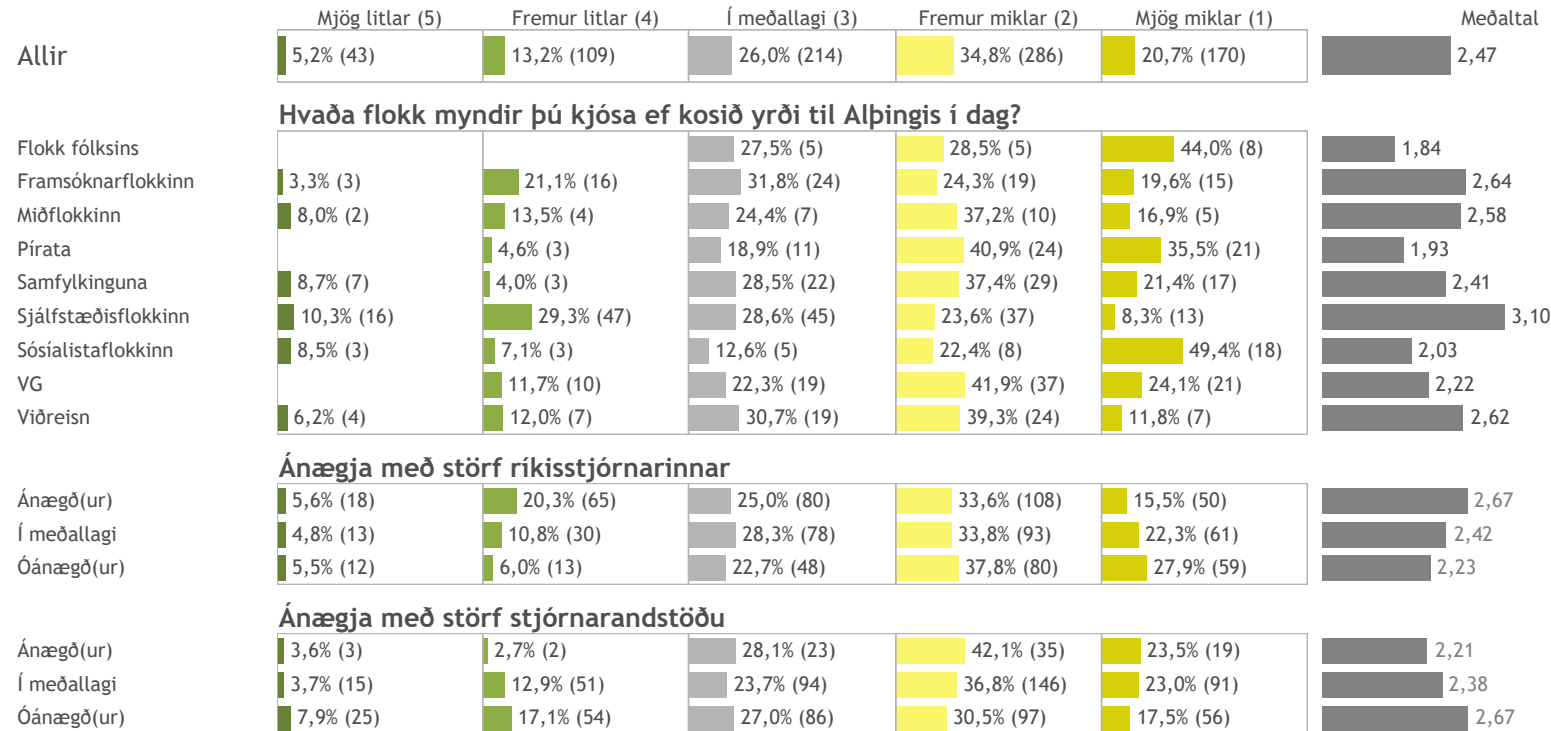 Mjög litlar (5) Fremur litlar (4) Í meðallagi (3) Fremur miklar (2) Mjög miklar (1) Meðaltal
Allir 5,2% (43) 13,2% (109) 26,0% (214) 34,8% (286) 20,7% (170) 2,47
Hvaða flokk myndir þú kjósa ef kosið yrði til Alþingis í dag?
Flokk fólksins 27,5% (5) 28,5% (5) 44,0% (8) 1,84
Framsóknarflokkinn 3,3% (3) 21,1% (16) 31,8% (24) 24,3% (19) 19,6% (15) 2,64
Miðflokkinn 8,0% (2) 13,5% (4) 24,4% (7) 37,2% (10) 16,9% (5) 2,58
Pírata 4,6% (3) 18,9% (11) 40,9% (24) 35,5% (21) 1,93
Samfylkinguna 8,7% (7) 4,0% (3) 28,5% (22) 37,4% (29) 21,4% (17) 2,41
Sjálfstæðisflokkinn 10,3% (16) 29,3% (47) 28,6% (45) 23,6% (37) 8,3% (13) 3,10
Sósíalistaflokkinn 8,5% (3) 7,1% (3) 12,6% (5) 22,4% (8) 49,4% (18) 2,03
VG 11,7% (10) 22,3% (19) 41,9% (37) 24,1% (21) 2,22
Viðreisn 6,2% (4) 12,0% (7) 30,7% (19) 39,3% (24) 11,8% (7) 2,62
Ánægja með störf ríkisstjórnarinnar
Ánægð(ur) 5,6% (18) 20,3% (65) 25,0% (80) 33,6% (108) 15,5% (50) 2,67
Í meðallagi 4,8% (13) 10,8% (30) 28,3% (78) 33,8% (93) 22,3% (61) 2,42
Óánægð(ur) 5,5% (12) 6,0% (13) 22,7% (48) 37,8% (80) 27,9% (59) 2,23
Ánægja með störf stjórnarandstöðu
Ánægð(ur) 3,6% (3) 2,7% (2) 28,1% (23) 42,1% (35) 23,5% (19) 2,21
Í meðallagi 3,7% (15) 12,9% (51) 23,7% (94) 36,8% (146) 23,0% (91) 2,38
Óánægð(ur) 7,9% (25) 17,1% (54) 27,0% (86) 30,5% (97) 17,5% (56) 2,67